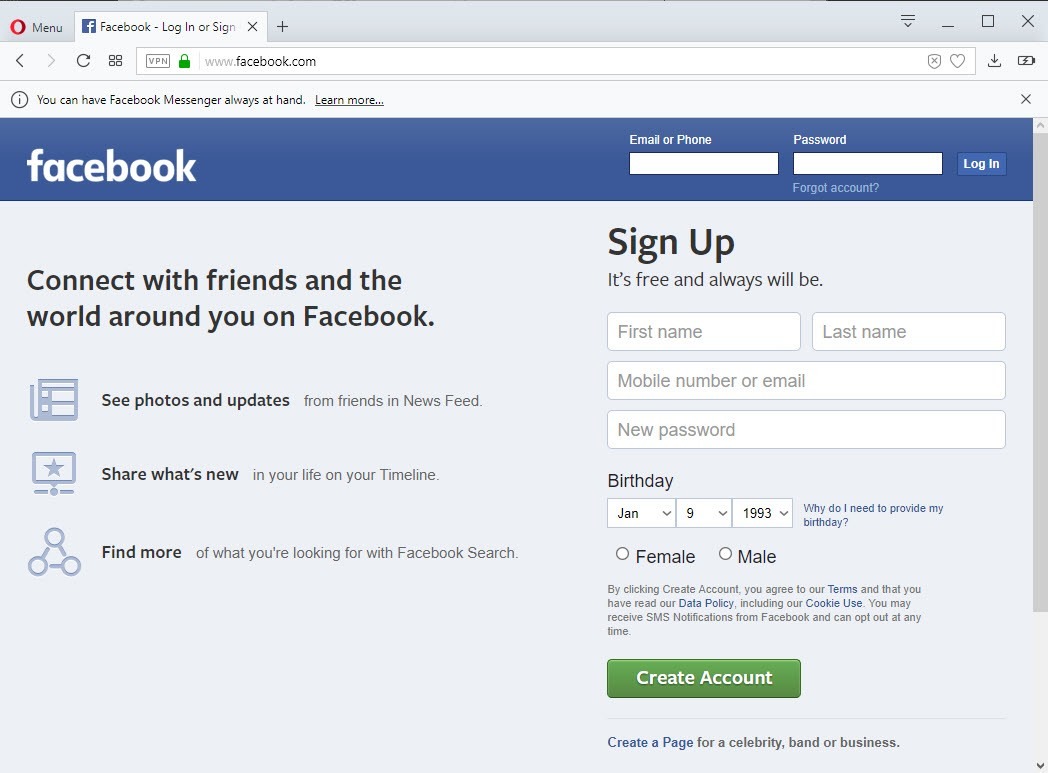 Menu
Facebook - Log In or Sign
VPN
www.facebook.com
You can have Facebook Messenger always at hand. Learn more...
facebook
Email or Phone
Password
Log In
Forgot account?
Connect with friends and the
world around you on Facebook.
See photos and updates from friends in News Feed.
Share what's new in your life on your Timeline.
Find more of what you're looking for with Facebook Search.
Sign Up
It's free and always will be.
First name
Last name
Mobile number or email
New password
Birthday
Jan 9 1993
Why do I need to provide my
birthday?
Female Male
By clicking Create Account, you agree to our Terms and that you
have read our Data Policy, including our Cookie Use. You may
receive SMS Notifications from Facebook and can opt out at any
time.
Create Account
Create a Page for a celebrity, band or business.